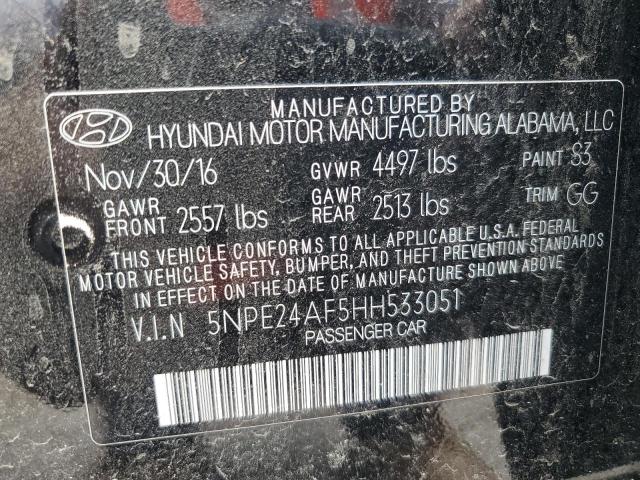 MANUFACTURED BY
HYUNDAI MOTOR MANUFACTURING ALABAMA, LLC
Nov/30/16 GVWR 4497 lbs PAINT S3
GAWR FRONT 2557 lbs GAWR REAR 2513 lbs TRIM GG
THIS VEHICLE CONFORMS TO ALL APPLICABLE U.S.A. FEDERAL
MOTOR VEHICLE SAFETY, BUMPER, AND THEFT PREVENTION STANDARDS
IN EFFECT ON THE DATE OF MANUFACTURE SHOWN ABOVE
V.I.N 5NPE24AF5HH533051
PASSENGER CAR